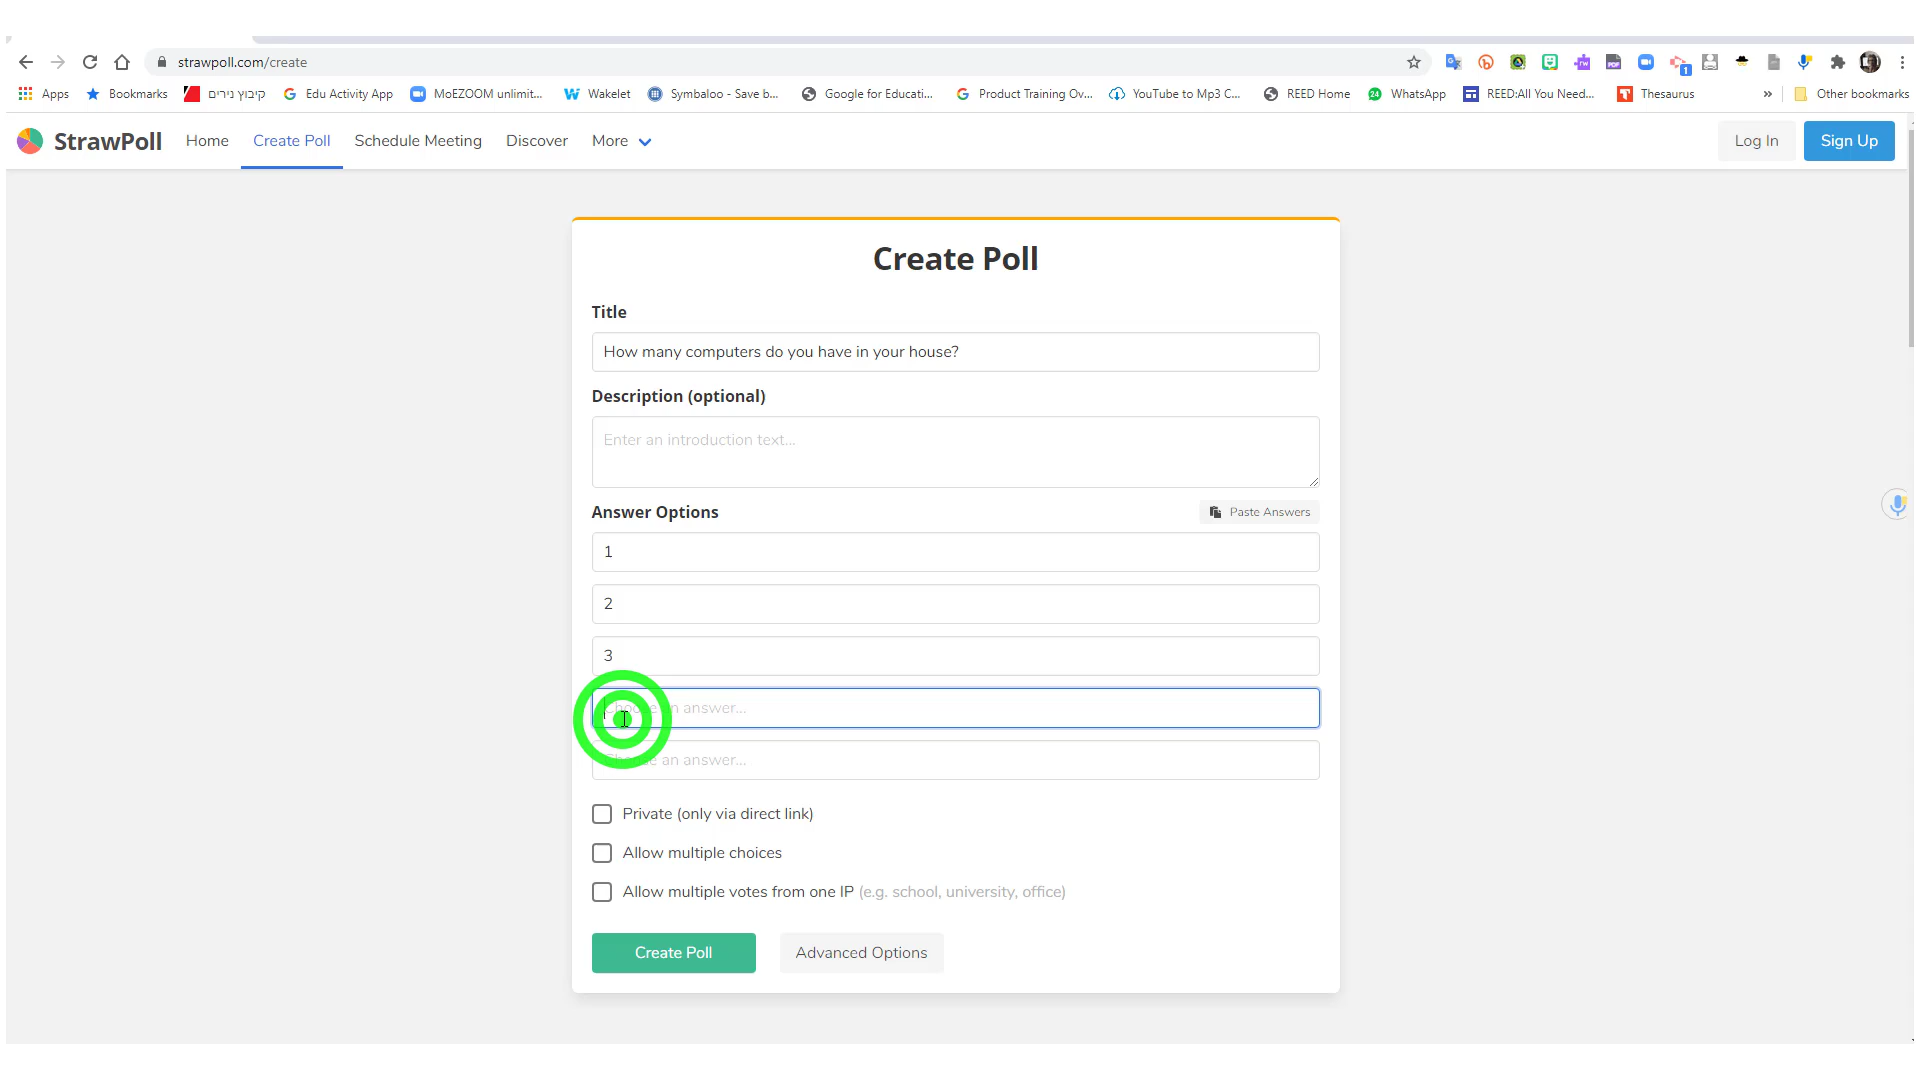 strawpoll.com/create
1
Apps Bookmarks קיבוץ נירים Edu Activity App MoEZOOM unlimit... Wakelet Symbaloo - Save b... Google for Educati... Product Training Ov... YouTube to Mp3 C... REED Home 24 WhatsApp REED:All You Need... Thesaurus » Other bookmarks
StrawPoll Home Create Poll Schedule Meeting Discover More Log In Sign Up
Create Poll
Title
How many computers do you have in your house?
Description (optional)
Enter an introduction text...
Answer Options Paste Answers
1
2
3
Choose an answer...
Choose an answer...
Private (only via direct link)
Allow multiple choices
Allow multiple votes from one IP (e.g. school, university, office)
Create Poll Advanced Options